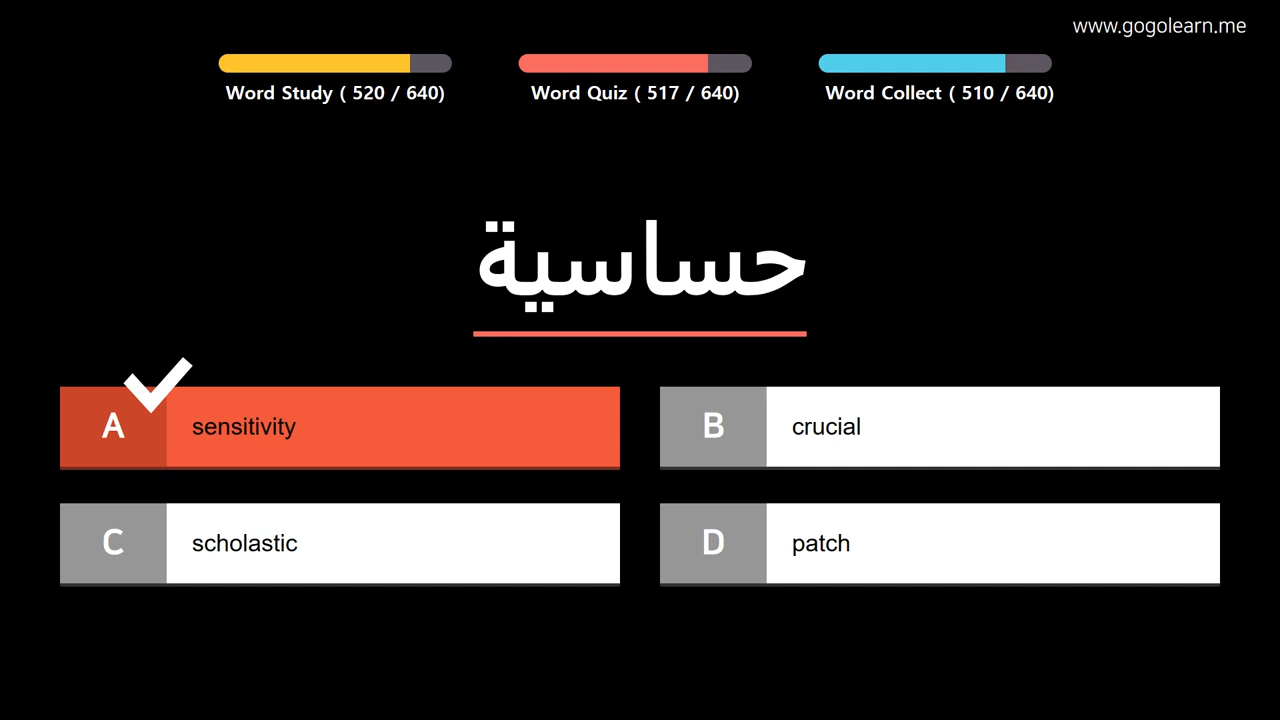 www.gogolearn.me
Word Study ( 520 / 640)
Word Quiz ( 517 / 640)
Word Collect ( 510 / 640)
حساسية
A
sensitivity
B
crucial
C
scholastic
D
patch